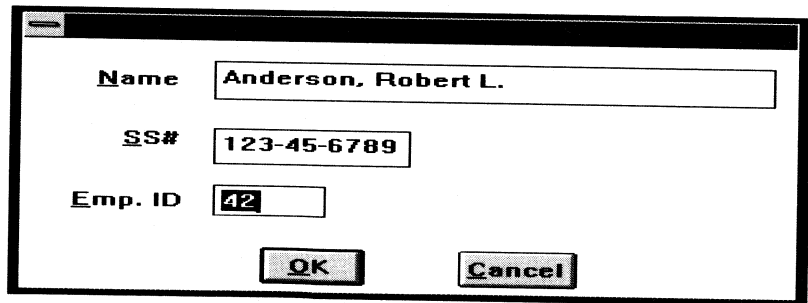 Name Anderson, Robert L.
SS# 123-45-6789
Emp. ID 42
OK Cancel